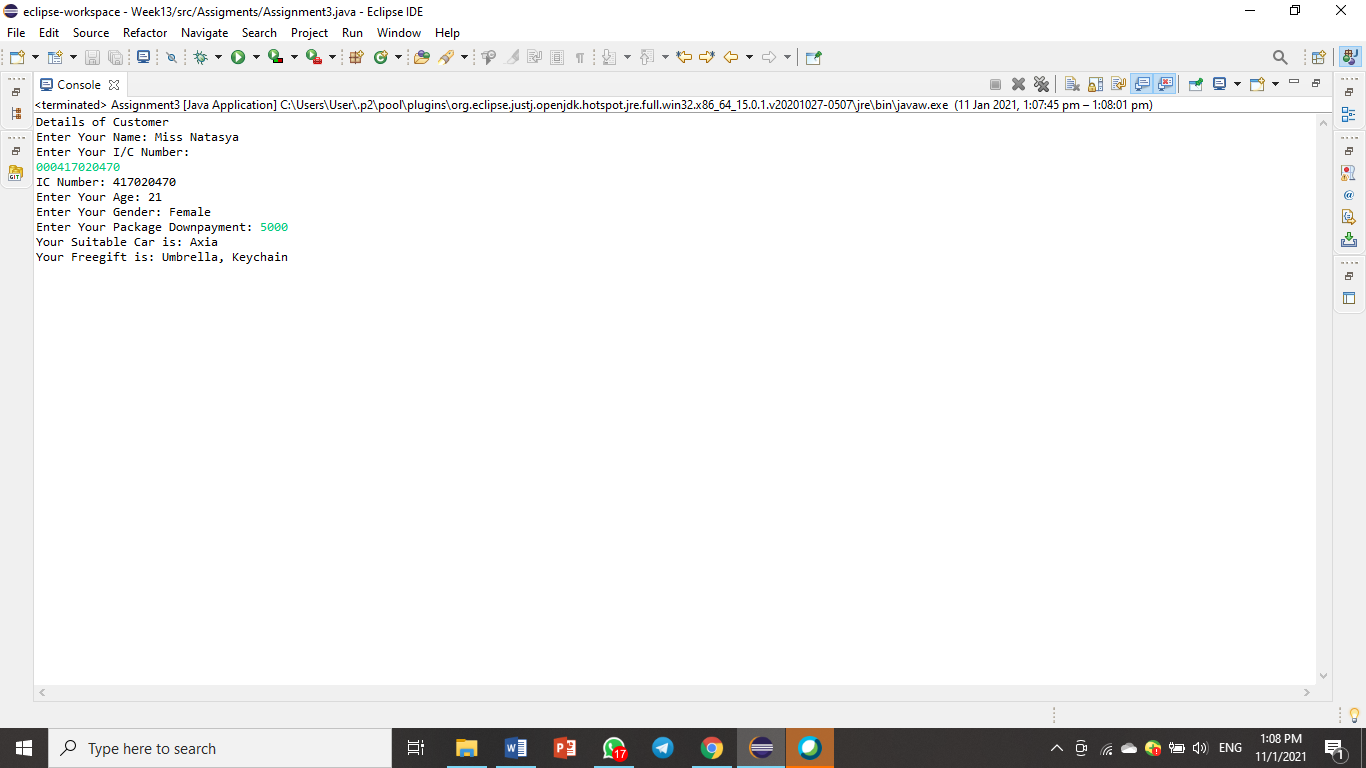 eclipse-workspace - Week13/src/Assigments/Assignment3.java - Eclipse IDE
File Edit Source Refactor Navigate Search Project Run Window Help
Console
<terminated> Assignment3 [Java Application] C:\Users\User\.p2\pool\plugins\org.eclipse.justj.openjdk.hotspot.jre.full.win32.x86_64_15.0.1.v20201027-0507\jre\bin\javaw.exe (11 Jan 2021, 1:07:45 pm – 1:08:01 pm)
Details of Customer
Enter Your Name: Miss Natasya
Enter Your I/C Number:
000417020470
IC Number: 417020470
Enter Your Age: 21
Enter Your Gender: Female
Enter Your Package Downpayment: 5000
Your Suitable Car is: Axia
Your Freegift is: Umbrella, Keychain
Type here to search
17
ENG
1:08 PM
11/1/2021
1